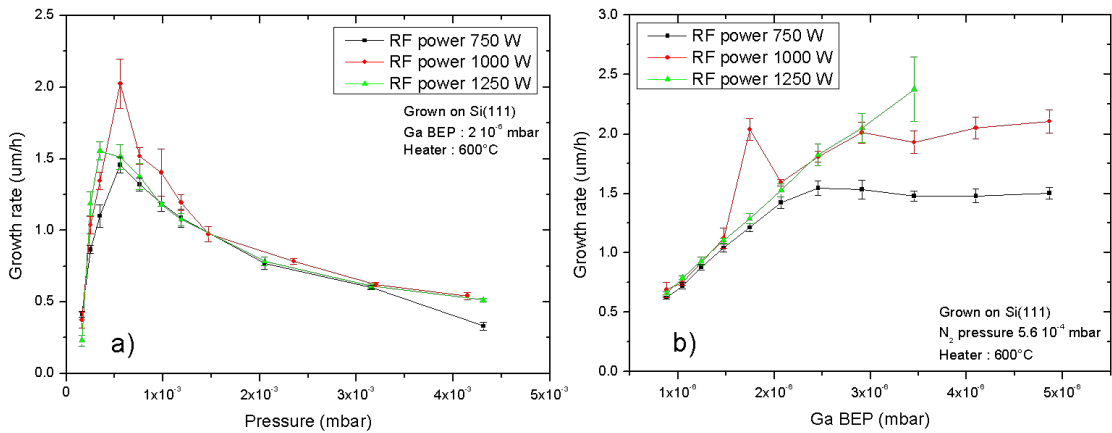 2.5
2.0
1.5
1.0
0.5
0.0
Growth rate (um/h)
RF power 750 W
RF power 1000 W
RF power 1250 W
Grown on Si(111)
Ga BEP : 2 10⁻⁶ mbar
Heater : 600°C
a)
0
1x10⁻³
2x10⁻³
3x10⁻³
4x10⁻³
5x10⁻³
Pressure (mbar)
3.0
2.5
2.0
1.5
1.0
0.5
0.0
Growth rate (um/h)
RF power 750 W
RF power 1000 W
RF power 1250 W
Grown on Si(111)
N₂ pressure 5.6 10⁻⁴ mbar
Heater : 600°C
b)
0
1x10⁻⁶
2x10⁻⁶
3x10⁻⁶
4x10⁻⁶
5x10⁻⁶
Ga BEP (mbar)